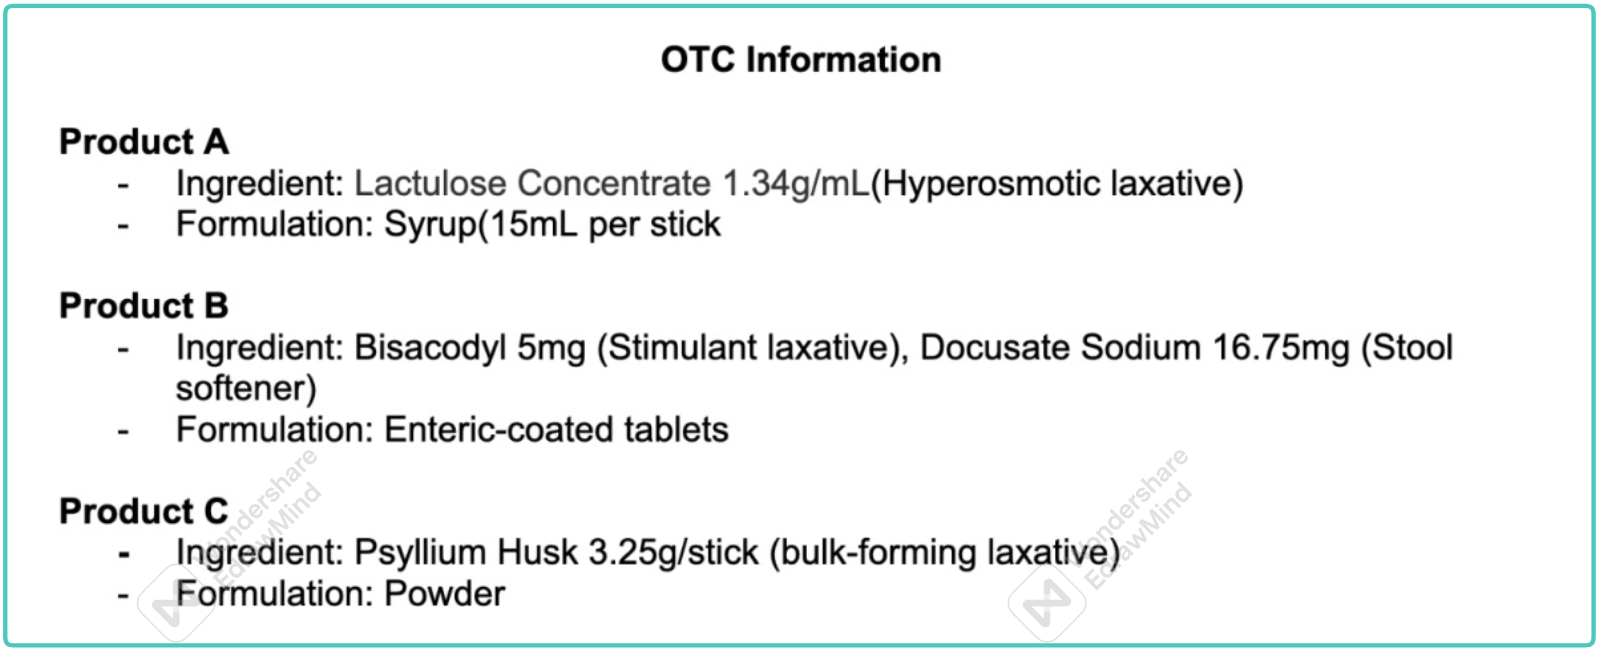 OTC Information
Product A
- Ingredient: Lactulose Concentrate 1.34g/mL(Hyperosmotic laxative)
- Formulation: Syrup(15mL per stick
Product B
- Ingredient: Bisacodyl 5mg (Stimulant laxative), Docusate Sodium 16.75mg (Stool
softener)
- Formulation: Enteric-coated tablets
Product C
- Ingredient: Psyllium Husk 3.25g/stick (bulk-forming laxative)
- Formulation: Powder
Wondershare
EdrawMind
Wondershare
EdrawMind